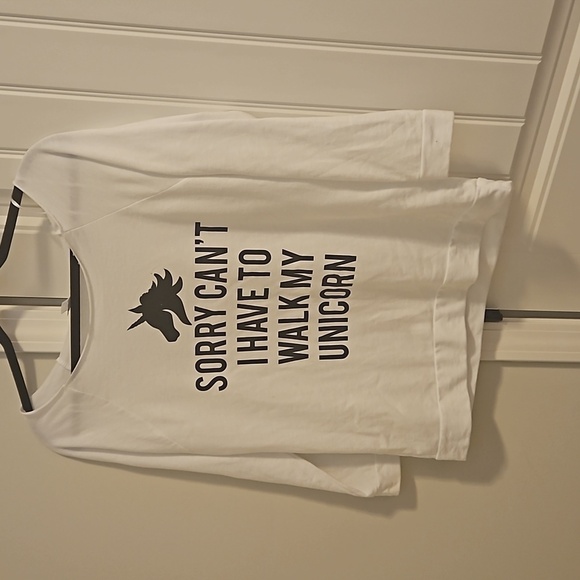 SORRY CAN'T
I HAVE TO
WALK MY
UNICORN